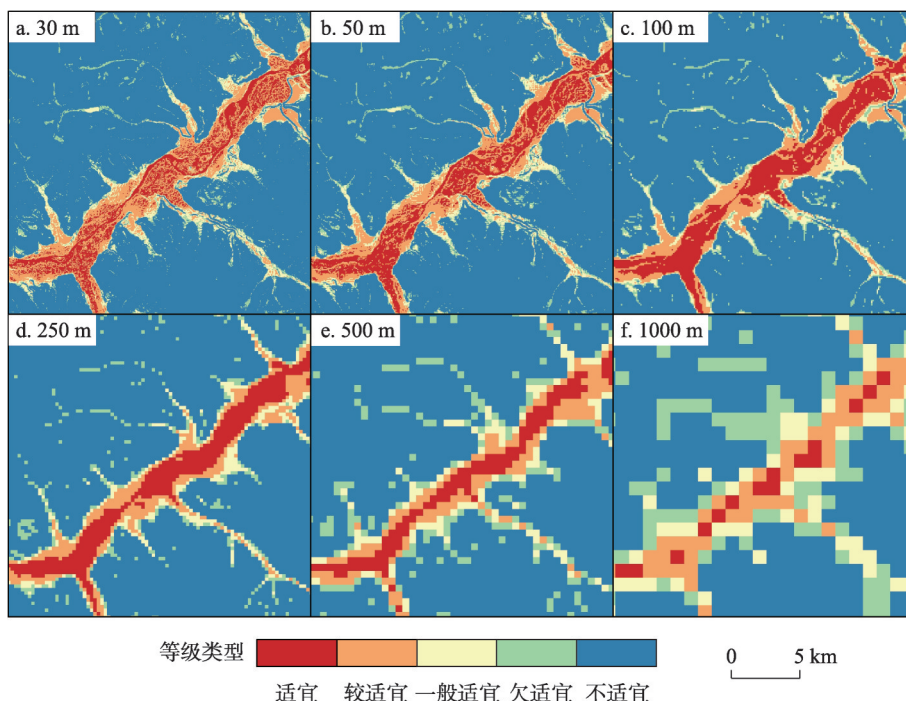 a. 30 m
b. 50 m
c. 100 m
d. 250 m
e. 500 m
f. 1000 m
等级类型
适宜 较适宜 一般适宜 欠适宜 不适宜
0 5 km